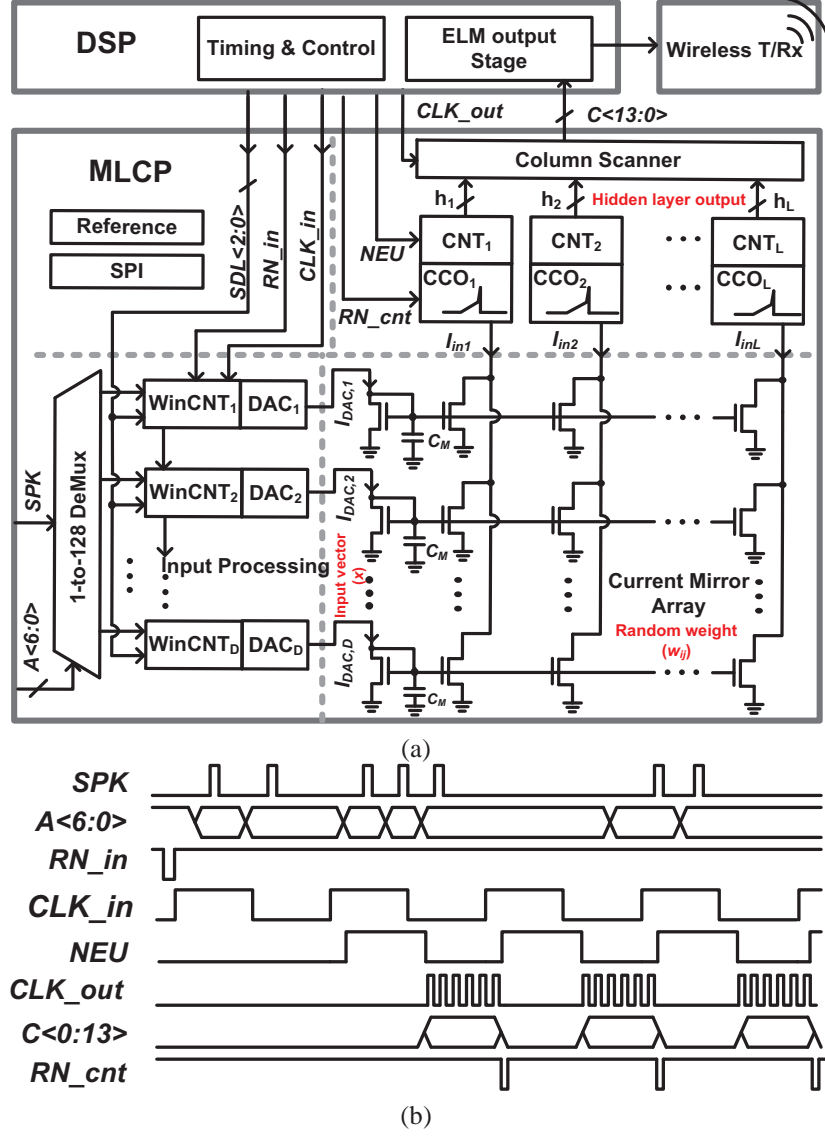 DSP
Timing & Control
ELM output
Stage
Wireless T/Rx
CLK_out
C<13:0>
MLCP
Column Scanner
Reference
SPI
SDL<2:0>
RN_in
CLK_in
NEU
RN_cnt
h1
h2
Hidden layer output
hL
CNT1
CNT2
CNTL
CCO1
CCO2
CCOL
Iin1
Iin2
IinL
SPK
A<6:0>
1-to-128 DeMux
WinCNT1
DAC1
IDAC,1
CM
WinCNT2
DAC2
IDAC,2
CM
Input Processing
Input vector
(x)
Current Mirror
Array
Random weight
(wij)
WinCNTD
DACD
IDAC,D
CM
(a)
SPK
A<6:0>
RN_in
CLK_in
NEU
CLK_out
C<0:13>
RN_cnt
(b)